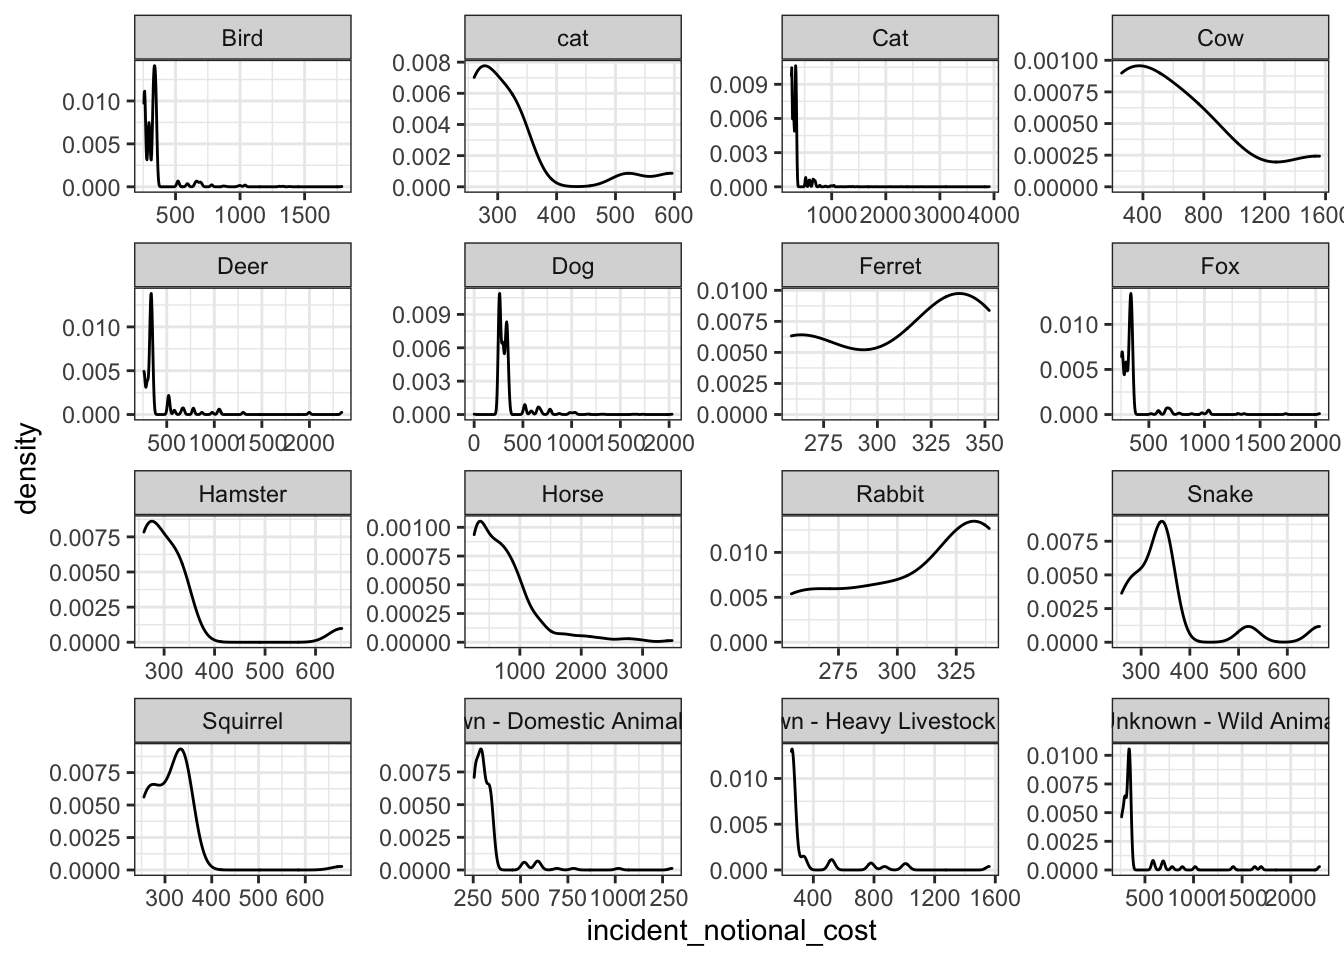 Bird
cat
Cat
Cow
0.010
0.005
0.000
500 1000 1500
0.008
0.006
0.004
0.002
0.000
300 400 500 600
0.009
0.006
0.003
0.000
1000 2000 3000 4000
0.00100
0.00075
0.00050
0.00025
0.00000
400 800 1200 1600
Deer
Dog
Ferret
Fox
0.010
0.005
0.000
500 1000 1500 2000
0.009
0.006
0.003
0.000
0 500 1000 1500 2000
0.0100
0.0075
0.0050
0.0025
0.0000
275 300 325 350
0.010
0.005
0.000
500 1000 1500 2000
density
Hamster
Horse
Rabbit
Snake
0.0075
0.0050
0.0025
0.0000
300 400 500 600
0.00100
0.00075
0.00050
0.00025
0.00000
1000 2000 3000
0.010
0.005
0.000
275 300 325
0.0075
0.0050
0.0025
0.0000
300 400 500 600
Squirrel
wn - Domestic Animal
wn - Heavy Livestock
Unknown - Wild Anima
0.0075
0.0050
0.0025
0.0000
300 400 500 600
0.0075
0.0050
0.0025
0.0000
250 500 750 1000 1250
0.010
0.005
0.000
400 800 1200 1600
0.0100
0.0075
0.0050
0.0025
0.0000
500 1000 1500 2000
incident_notional_cost